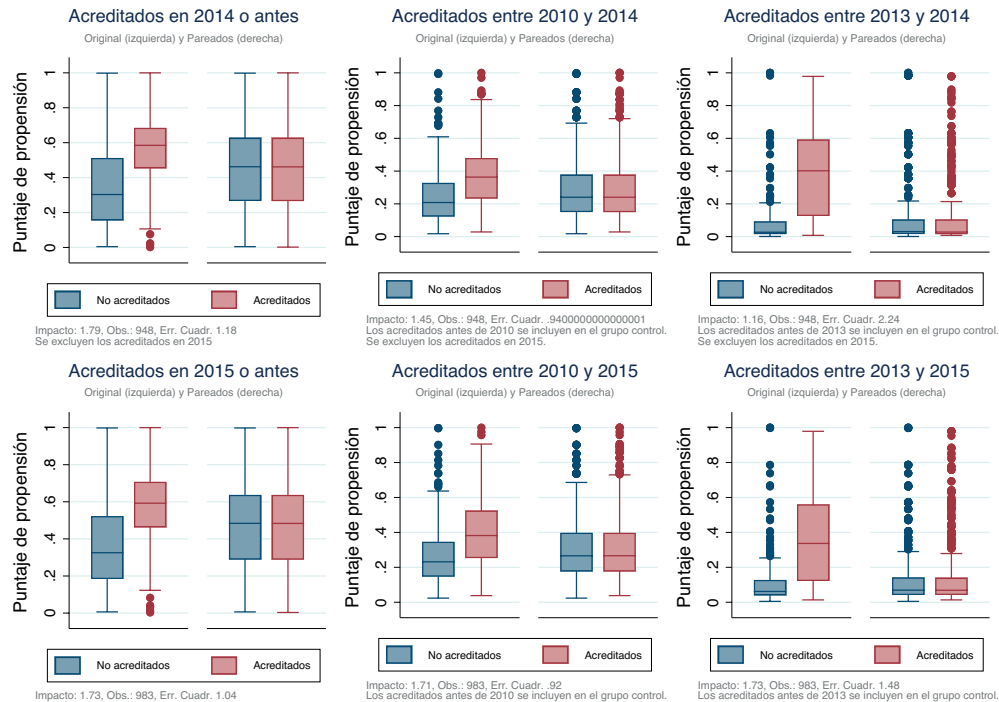 Acreditados en 2014 o antes
Original (izquierda) y Pareados (derecha)
Puntaje de propensión
1
.8
.6
.4
.2
0
No acreditados
Acreditados
Impacto: 1.79, Obs.: 948, Err. Cuadr. 1.18
Se excluyen los acreditados en 2015
Acreditados entre 2010 y 2014
Original (izquierda) y Pareados (derecha)
Puntaje de propensión
1
.8
.6
.4
.2
0
No acreditados
Acreditados
Impacto: 1.45, Obs.: 948, Err. Cuadr. .9400000000000001
Los acreditados antes de 2010 se incluyen en el grupo control.
Se excluyen los acreditados en 2015.
Acreditados entre 2013 y 2014
Original (izquierda) y Pareados (derecha)
Puntaje de propensión
1
.8
.6
.4
.2
0
No acreditados
Acreditados
Impacto: 1.16, Obs.: 948, Err. Cuadr. 2.24
Los acreditados antes de 2013 se incluyen en el grupo control.
Se excluyen los acreditados en 2015.
Acreditados en 2015 o antes
Original (izquierda) y Pareados (derecha)
Puntaje de propensión
1
.8
.6
.4
.2
0
No acreditados
Acreditados
Impacto: 1.73, Obs.: 983, Err. Cuadr. 1.04
Acreditados entre 2010 y 2015
Original (izquierda) y Pareados (derecha)
Puntaje de propensión
1
.8
.6
.4
.2
0
No acreditados
Acreditados
Impacto: 1.71, Obs.: 983, Err. Cuadr. .92
Los acreditados antes de 2010 se incluyen en el grupo control.
Acreditados entre 2013 y 2015
Original (izquierda) y Pareados (derecha)
Puntaje de propensión
1
.8
.6
.4
.2
0
No acreditados
Acreditados
Impacto: 1.73, Obs.: 983, Err. Cuadr. 1.48
Los acreditados antes de 2013 se incluyen en el grupo control.